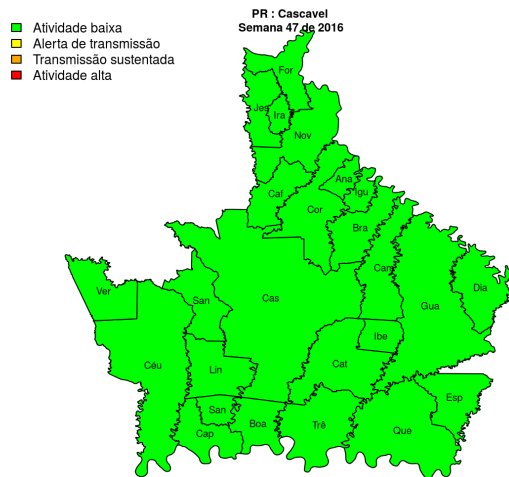 PR : Cascavel
Semana 47 de 2016
Atividade baixa
Alerta de transmissão
Transmissão sustentada
Atividade alta
For
Jes
Ira
Nov
Ana
Igu
Caf
Cor
Bra
Cam
Ver
San
Cas
Gua
Dia
Ibe
Céu
Lin
Cat
San
Esp
Cap
Boa
Trê
Que